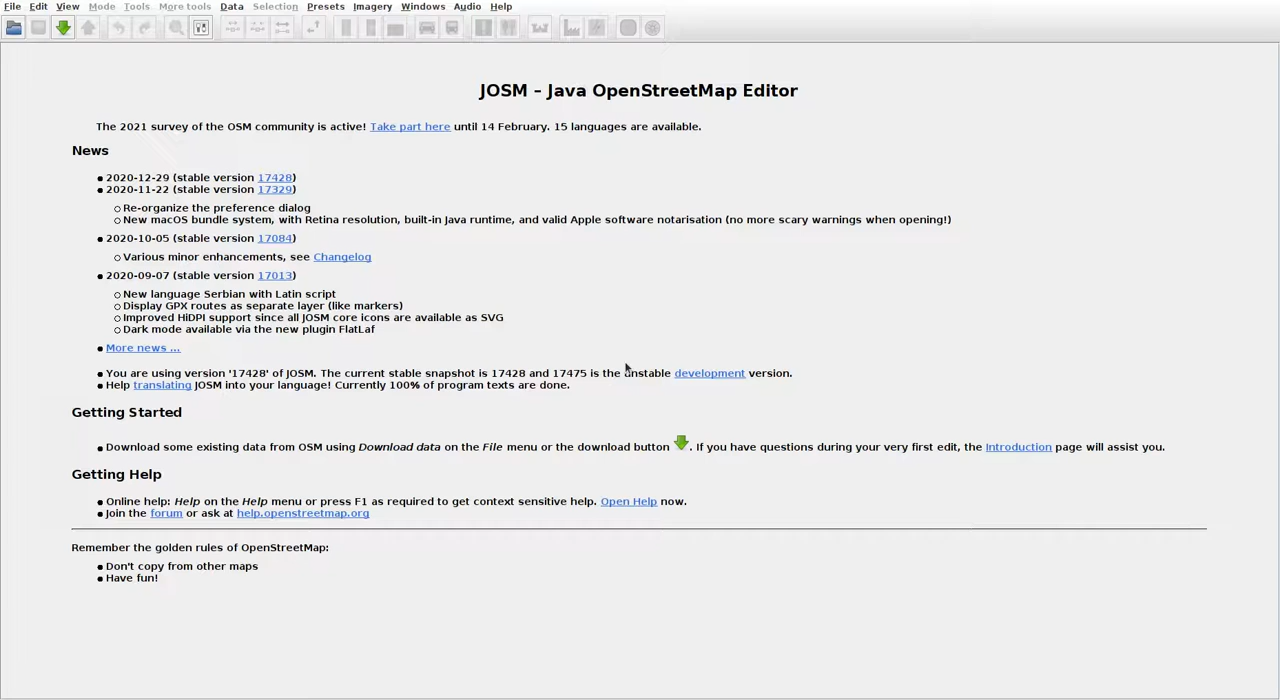 File Edit View Mode Tools More tools Selection Data Presets Imagery Windows Audio Help
JOSM – Java OpenStreetMap Editor
The 2021 survey of the OSM community is active! Take part here until 14 February. 15 languages are available.
News
2020-12-29 (stable version 17428)
2020-11-22 (stable version 17329)
Re-organize the preference dialog
New macOS bundle system, with Retina resolution, built-in Java runtime, and valid Apple software notarisation (no more scary warnings when opening!)
2020-10-05 (stable version 17084)
Various minor enhancements, see Changelog
2020-09-07 (stable version 17013)
New language Serbian with Latin script
Display GPX routes as separate layer (like markers)
Improved HiDPI support since all JOSM core icons are available as SVG
Dark mode available via the new plugin FlatLaf
More news ...
You are using version '17428' of JOSM. The current stable snapshot is 17428 and 17475 is the unstable development version.
Help translating JOSM into your language! Currently 100% of program texts are done.
Getting Started
Download some existing data from OSM using Download data on the File menu or the download button . If you have questions during your very first edit, the Introduction page will assist you.
Getting Help
Online help: Help on the Help menu or press F1 as required to get context sensitive help. Open Help now.
Join the forum or ask at help.openstreetmap.org
Remember the golden rules of OpenStreetMap:
Don't copy from other maps
Have fun!